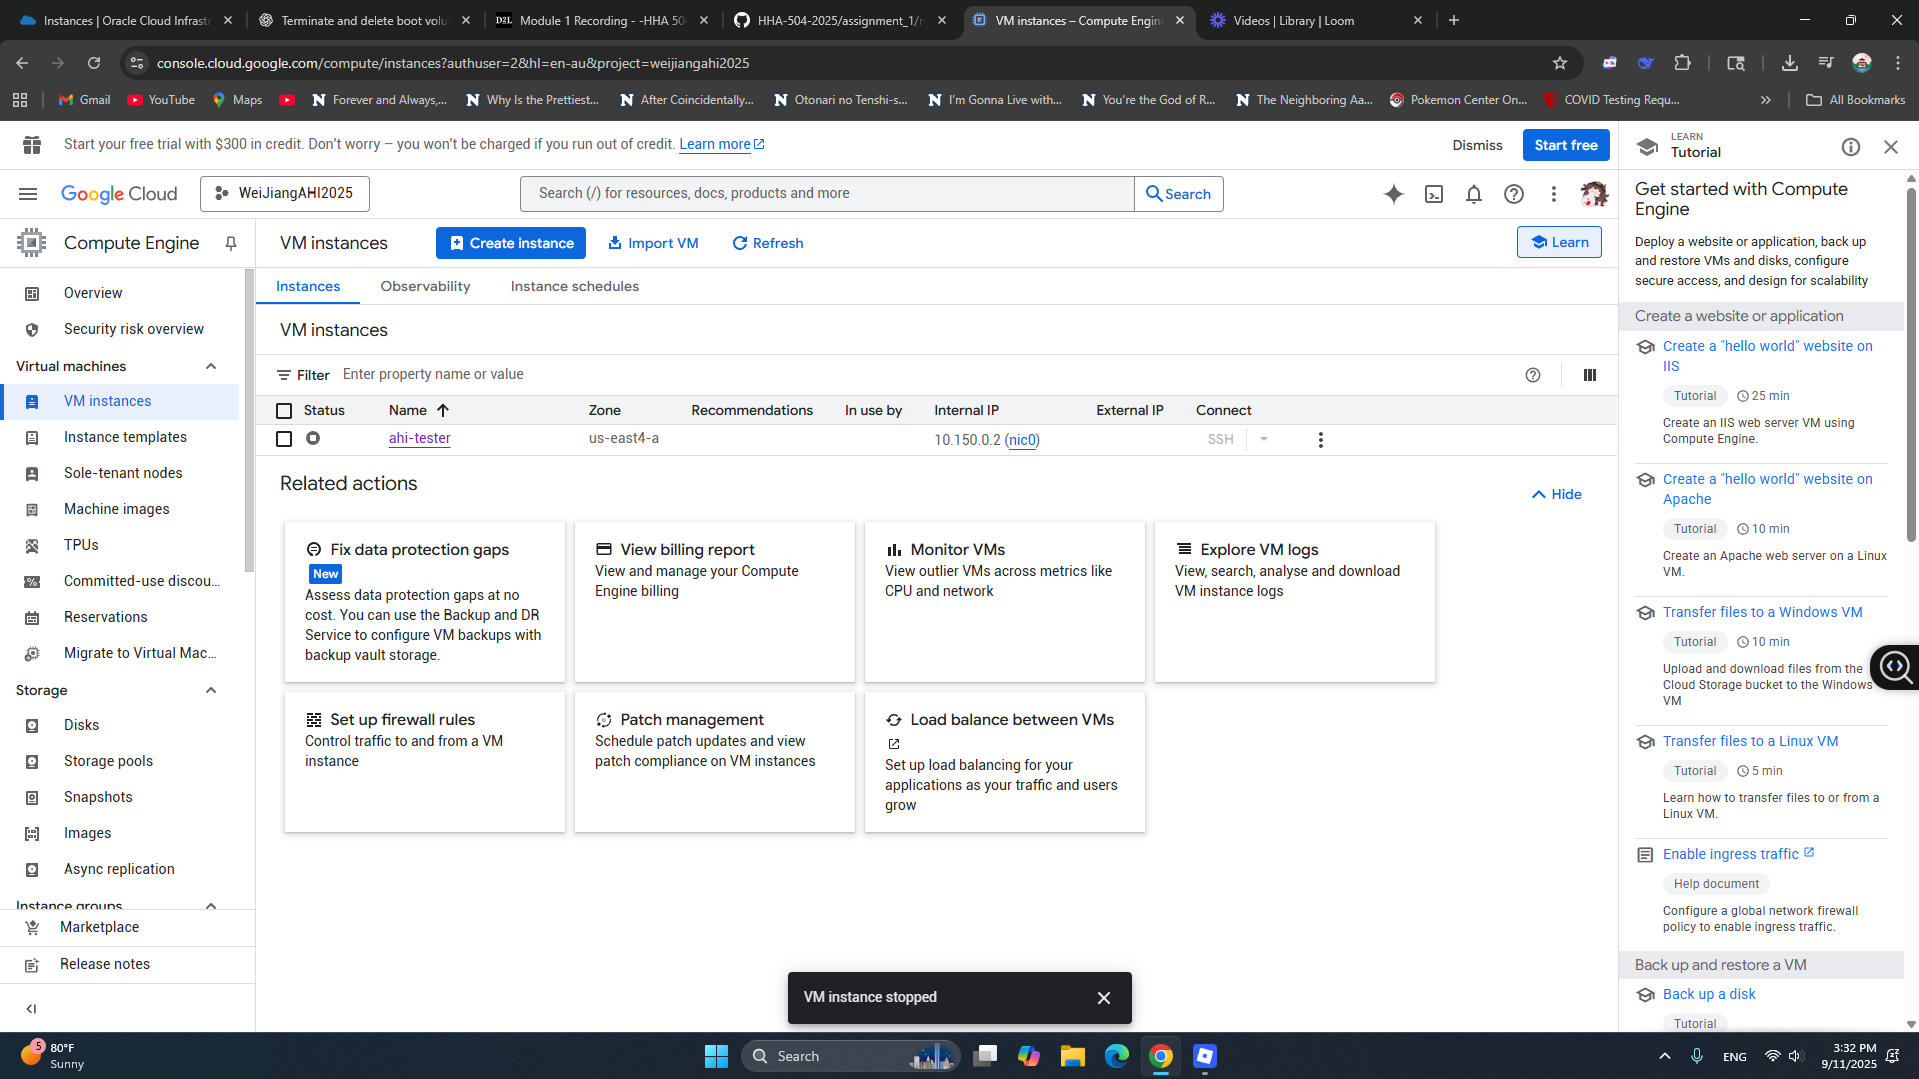 Instances | Oracle Cloud Infrast
Terminate and delete boot volu
D2L Module 1 Recording - -HHA 504
HHA-504-2025/assignment_1/r
VM instances – Compute Engin
Videos | Library | Loom
console.cloud.google.com/compute/instances?authuser=2&hl=en-au&project=weijiangahi2025
Gmail
YouTube
Maps
Forever and Always,...
Why Is the Prettiest...
After Coincidentally...
Otonari no Tenshi-s...
I'm Gonna Live with...
You're the God of R...
The Neighboring Aa...
Pokemon Center On...
COVID Testing Requ...
All Bookmarks
Start your free trial with $300 in credit. Don't worry – you won't be charged if you run out of credit. Learn more
Dismiss
Start free
Google Cloud
WeiJiangAHI2025
Search (/) for resources, docs, products and more
Search
Compute Engine
Overview
Security risk overview
Virtual machines
VM instances
Instance templates
Sole-tenant nodes
Machine images
TPUs
Committed-use discou...
Reservations
Migrate to Virtual Mac...
Storage
Disks
Storage pools
Snapshots
Images
Async replication
Instance groups
Marketplace
Release notes
VM instances
Create instance
Import VM
Refresh
Learn
Instances
Observability
Instance schedules
VM instances
Filter Enter property name or value
Status Name Zone Recommendations In use by Internal IP External IP Connect
ahi-tester us-east4-a 10.150.0.2 (nic0) SSH
Related actions
Hide
Fix data protection gaps
New
Assess data protection gaps at no
cost. You can use the Backup and DR
Service to configure VM backups with
backup vault storage.
View billing report
View and manage your Compute
Engine billing
Monitor VMs
View outlier VMs across metrics like
CPU and network
Explore VM logs
View, search, analyse and download
VM instance logs
Set up firewall rules
Control traffic to and from a VM
instance
Patch management
Schedule patch updates and view
patch compliance on VM instances
Load balance between VMs
Set up load balancing for your
applications as your traffic and users
grow
VM instance stopped
LEARN
Tutorial
Get started with Compute
Engine
Deploy a website or application, back up
and restore VMs and disks, configure
secure access, and design for scalability
Create a website or application
Create a "hello world" website on
IIS
Tutorial 25 min
Create an IIS web server VM using
Compute Engine.
Create a "hello world" website on
Apache
Tutorial 10 min
Create an Apache web server on a Linux
VM.
Transfer files to a Windows VM
Tutorial 10 min
Upload and download files from the
Cloud Storage bucket to the Windows
VM
Transfer files to a Linux VM
Tutorial 5 min
Learn how to transfer files to or from a
Linux VM.
Enable ingress traffic
Help document
Configure a global network firewall
policy to enable ingress traffic.
Back up and restore a VM
Back up a disk
Tutorial
5
80°F
Sunny
Search
ENG
3:32 PM
9/11/2025